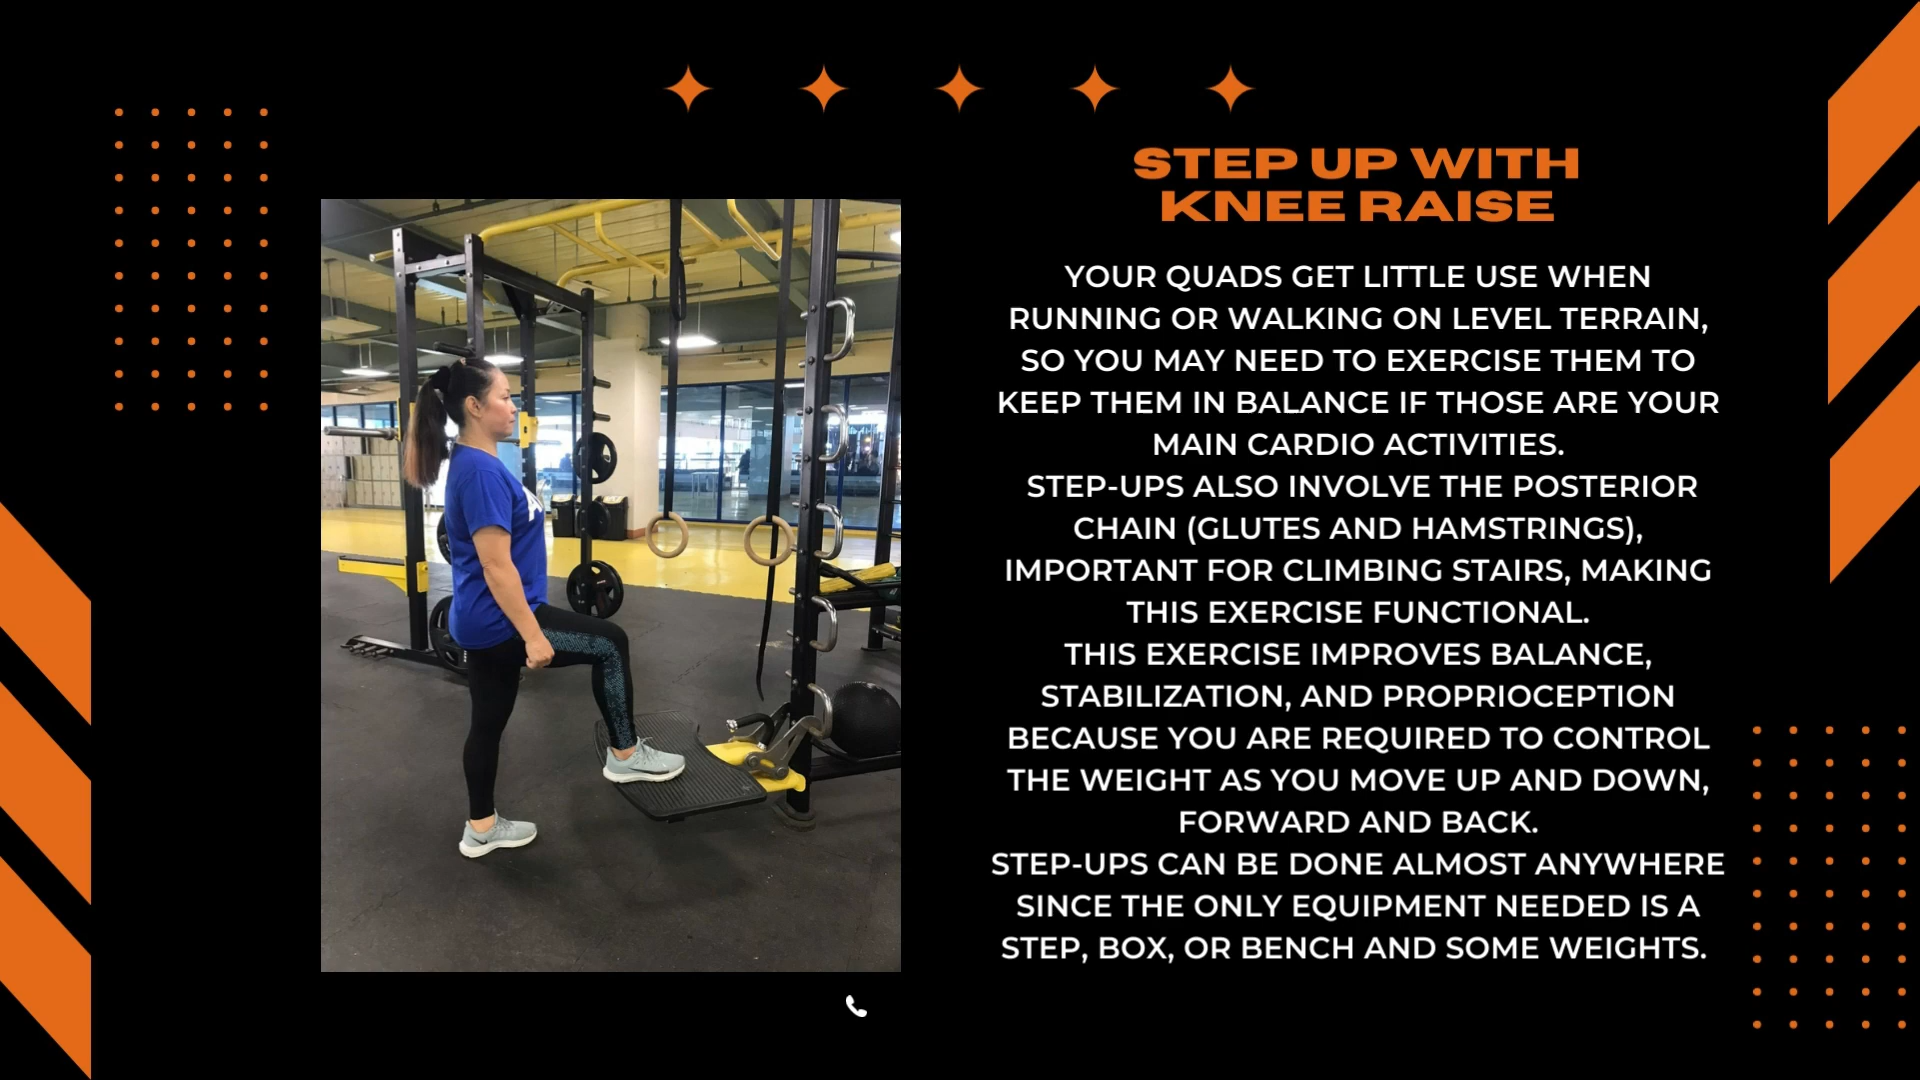 STEP UP WITH
KNEE RAISE
YOUR QUADS GET LITTLE USE WHEN
RUNNING OR WALKING ON LEVEL TERRAIN,
SO YOU MAY NEED TO EXERCISE THEM TO
KEEP THEM IN BALANCE IF THOSE ARE YOUR
MAIN CARDIO ACTIVITIES.
STEP-UPS ALSO INVOLVE THE POSTERIOR
CHAIN (GLUTES AND HAMSTRINGS),
IMPORTANT FOR CLIMBING STAIRS, MAKING
THIS EXERCISE FUNCTIONAL.
THIS EXERCISE IMPROVES BALANCE,
STABILIZATION, AND PROPRIOCEPTION
BECAUSE YOU ARE REQUIRED TO CONTROL
THE WEIGHT AS YOU MOVE UP AND DOWN,
FORWARD AND BACK.
STEP-UPS CAN BE DONE ALMOST ANYWHERE
SINCE THE ONLY EQUIPMENT NEEDED IS A
STEP, BOX, OR BENCH AND SOME WEIGHTS.